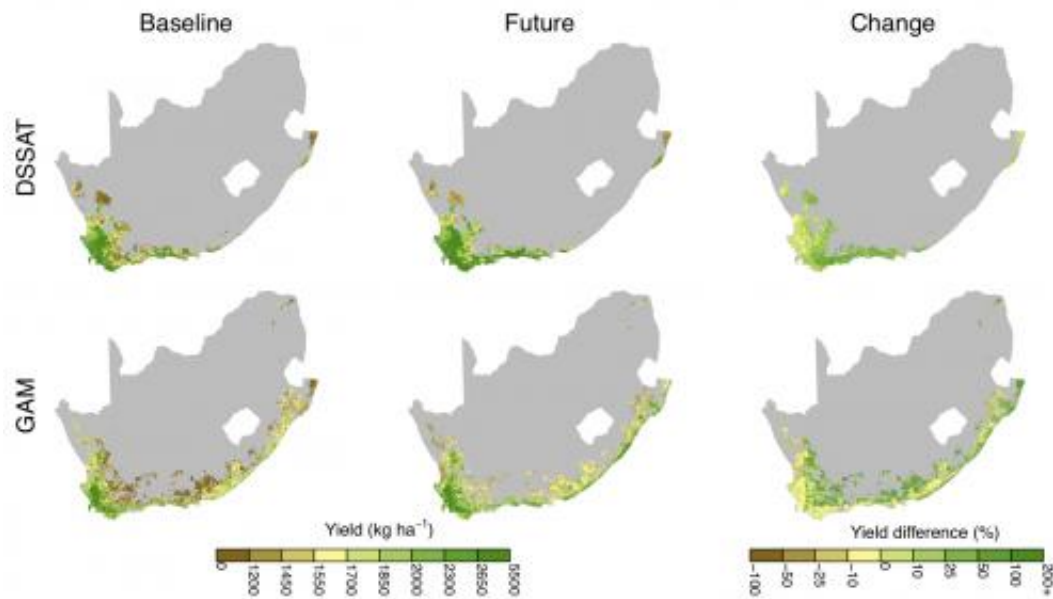 Baseline Future Change
DSSAT
GAM
Yield (kg ha⁻¹)
0 1200 1450 1550 1700 1850 2000 2300 2650 5500
Yield difference (%)
−100 −50 −25 −10 0 10 25 50 100 200+